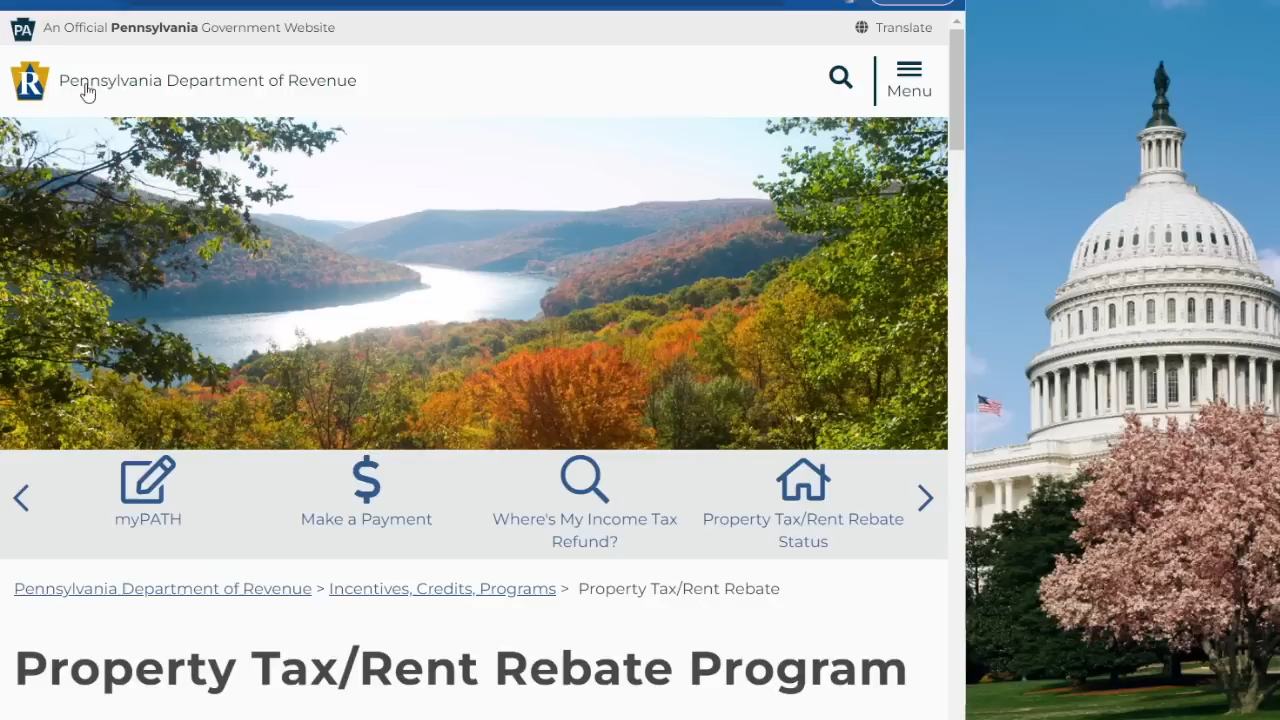 PA An Official Pennsylvania Government Website
Translate
R Pennsylvania Department of Revenue
Menu
myPATH
Make a Payment
Where's My Income Tax
Refund?
Property Tax/Rent Rebate
Status
Pennsylvania Department of Revenue > Incentives, Credits, Programs > Property Tax/Rent Rebate
Property Tax/Rent Rebate Program